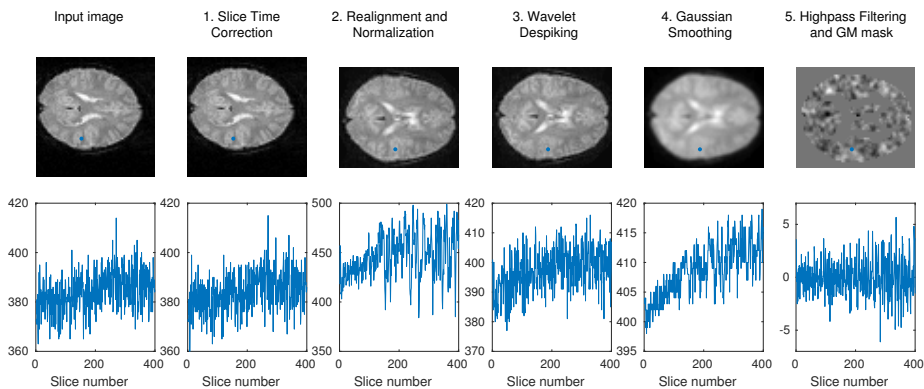 Input image
1. Slice Time
Correction
2. Realignment and
Normalization
3. Wavelet
Despiking
4. Gaussian
Smoothing
5. Highpass Filtering
and GM mask
420
400
380
360
0
200
400
Slice number
420
400
380
360
0
200
400
Slice number
500
450
400
350
0
200
400
Slice number
420
410
400
390
380
370
0
200
400
Slice number
420
415
410
405
400
395
0
200
400
Slice number
5
0
-5
0
200
400
Slice number